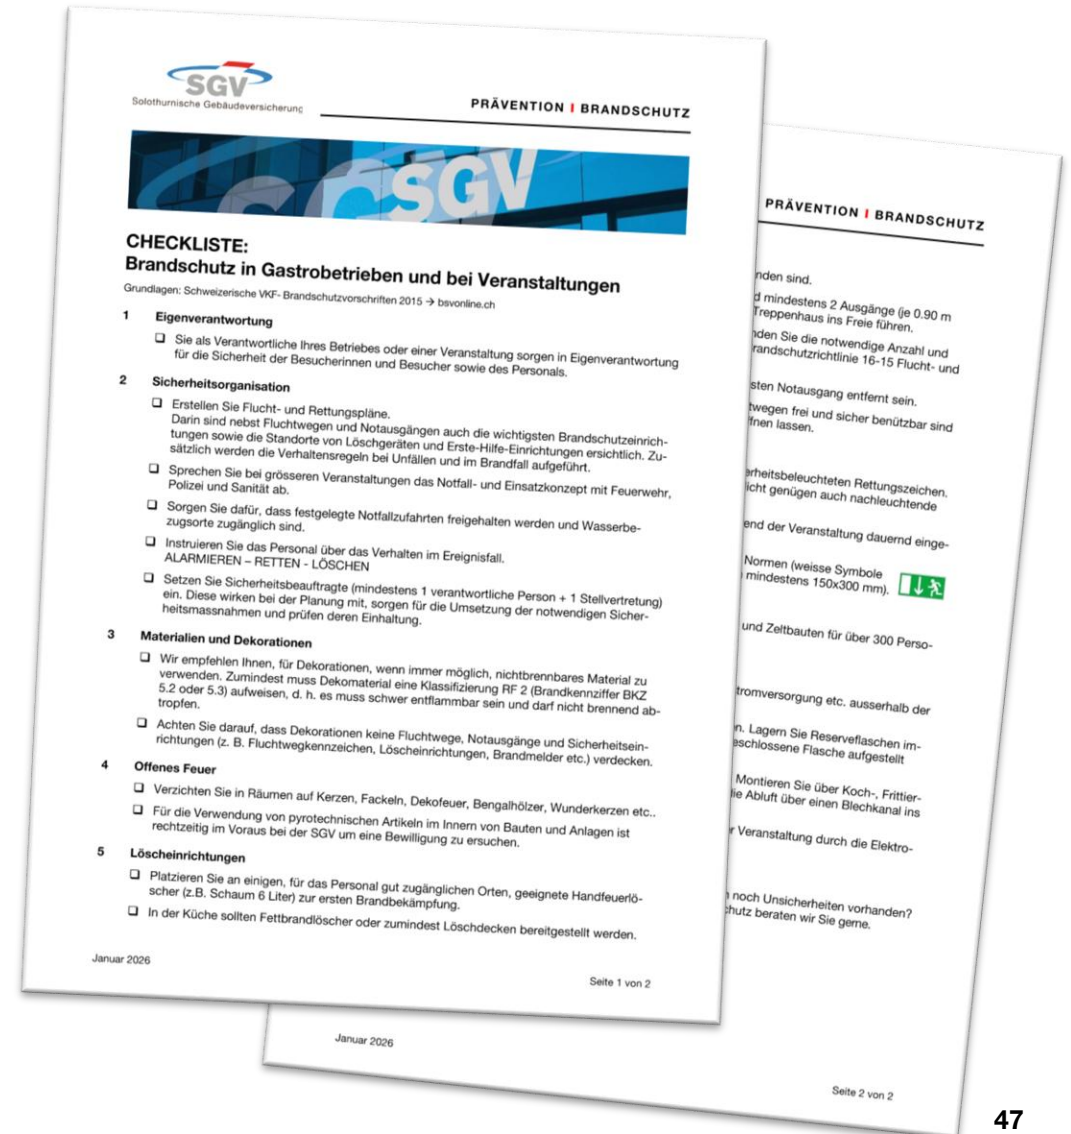 SGV
Solothurnische Gebäudeversicherung
PRÄVENTION I BRANDSCHUTZ
SGV
CHECKLISTE:
Brandschutz in Gastrobetrieben und bei Veranstaltungen
Grundlagen: Schweizerische VKF- Brandschutzvorschriften 2015 → bsvonline.ch
1 Eigenverantwortung
❑ Sie als Verantwortliche Ihres Betriebes oder einer Veranstaltung sorgen in Eigenverantwortung
für die Sicherheit der Besucherinnen und Besucher sowie des Personals.
2 Sicherheitsorganisation
❑ Erstellen Sie Flucht- und Rettungspläne.
Darin sind nebst Fluchtwegen und Notausgängen auch die wichtigsten Brandschutzeinrich-
tungen sowie die Standorte von Löschgeräten und Erste-Hilfe-Einrichtungen ersichtlich. Zu-
sätzlich werden die Verhaltensregeln bei Unfällen und im Brandfall aufgeführt.
❑ Sprechen Sie bei grösseren Veranstaltungen das Notfall- und Einsatzkonzept mit Feuerwehr,
Polizei und Sanität ab.
❑ Sorgen Sie dafür, dass festgelegte Notfallzufahrten freigehalten werden und Wasserbe-
zugsorte zugänglich sind.
❑ Instruieren Sie das Personal über das Verhalten im Ereignisfall.
ALARMIEREN – RETTEN - LÖSCHEN
❑ Setzen Sie Sicherheitsbeauftragte (mindestens 1 verantwortliche Person + 1 Stellvertretung)
ein. Diese wirken bei der Planung mit, sorgen für die Umsetzung der notwendigen Sicher-
heitsmassnahmen und prüfen deren Einhaltung.
3 Materialien und Dekorationen
❑ Wir empfehlen Ihnen, für Dekorationen, wenn immer möglich, nichtbrennbares Material zu
verwenden. Zumindest muss Dekomaterial eine Klassifizierung RF 2 (Brandkennziffer BKZ
5.2 oder 5.3) aufweisen, d. h. es muss schwer entflammbar sein und darf nicht brennend ab-
tropfen.
❑ Achten Sie darauf, dass Dekorationen keine Fluchtwege, Notausgänge und Sicherheitsein-
richtungen (z. B. Fluchtwegkennzeichen, Löscheinrichtungen, Brandmelder etc.) verdecken.
4 Offenes Feuer
❑ Verzichten Sie in Räumen auf Kerzen, Fackeln, Dekofeuer, Bengalhölzer, Wunderkerzen etc..
❑ Für die Verwendung von pyrotechnischen Artikeln im Innern von Bauten und Anlagen ist
rechtzeitig im Voraus bei der SGV um eine Bewilligung zu ersuchen.
5 Löscheinrichtungen
❑ Platzieren Sie an einigen, für das Personal gut zugänglichen Orten, geeignete Handfeuerlö-
scher (z.B. Schaum 6 Liter) zur ersten Brandbekämpfung.
❑ In der Küche sollten Fettbrandlöscher oder zumindest Löschdecken bereitgestellt werden.
Januar 2026
Seite 1 von 2
PRÄVENTION I BRANDSCHUTZ
nden sind.
d mindestens 2 Ausgänge (je 0.90 m
Treppenhaus ins Freie führen.
nden Sie die notwendige Anzahl und
randschutzrichtlinie 16-15 Flucht- und
sten Notausgang entfernt sein.
twegen frei und sicher benützbar sind
fnen lassen.
erheitsbeleuchteten Rettungszeichen.
icht genügen auch nachleuchtende
end der Veranstaltung dauernd einge-
Normen (weisse Symbole
mindestens 150x300 mm).
und Zeltbauten für über 300 Perso-
tromversorgung etc. ausserhalb der
n. Lagern Sie Reserveflaschen im-
eschlossene Flasche aufgestellt
Montieren Sie über Koch-, Frittier-
ie Abluft über einen Blechkanal ins
r Veranstaltung durch die Elektro-
noch Unsicherheiten vorhanden?
hutz beraten wir Sie gerne.
Januar 2026
Seite 2 von 2
47